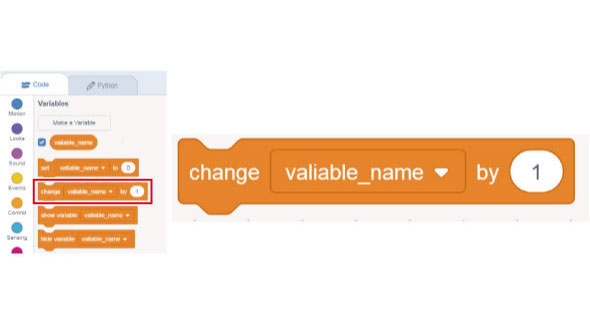 Code
Python
Variables
Motion
Make a Variable
valiable_name
Looks
set valiable_name to 0
Sound
change valiable_name by 1
Events
show variable valiable_name
Control
hide variable valiable_name
Sensing
change valiable_name by 1